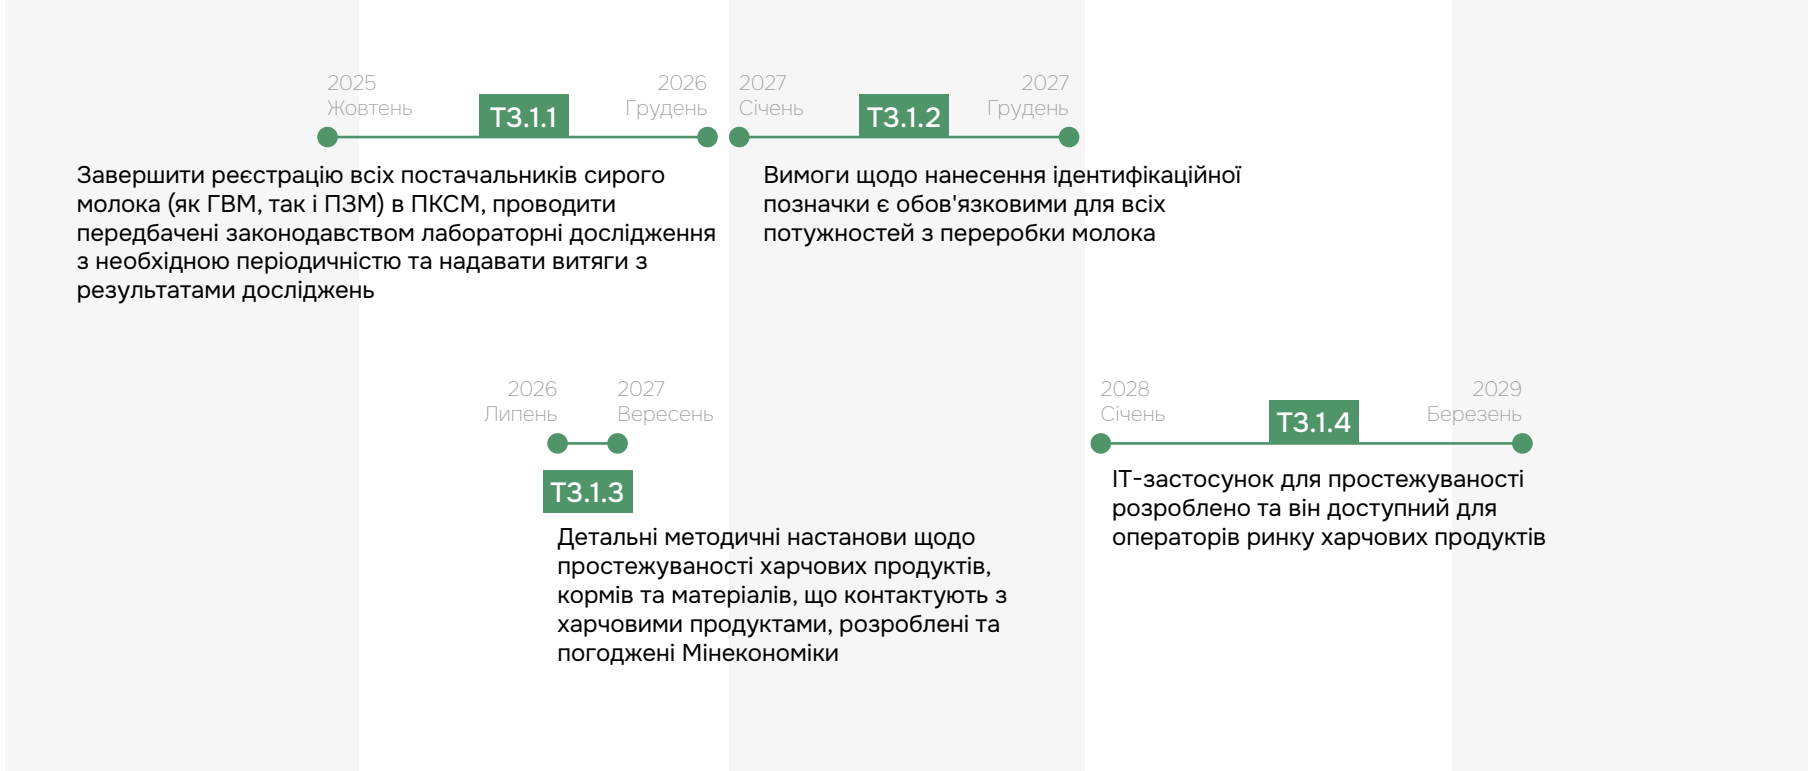 2025
Жовтень
Т3.1.1
2026
Грудень
Завершити реєстрацію всіх постачальників сирого
молока (як ГВМ, так і ПЗМ) в ПКСМ, проводити
передбачені законодавством лабораторні дослідження
з необхідною періодичністю та надавати витяги з
результатами досліджень
2027
Січень
Т3.1.2
2027
Грудень
Вимоги щодо нанесення ідентифікаційної
позначки є обов'язковими для всіх
потужностей з переробки молока
2026
Липень
2027
Вересень
Т3.1.3
Детальні методичні настанови щодо
простежуваності харчових продуктів,
кормів та матеріалів, що контактують з
харчовими продуктами, розроблені та
погоджені Мінекономіки
2028
Січень
Т3.1.4
2029
Березень
ІТ-застосунок для простежуваності
розроблено та він доступний для
операторів ринку харчових продуктів